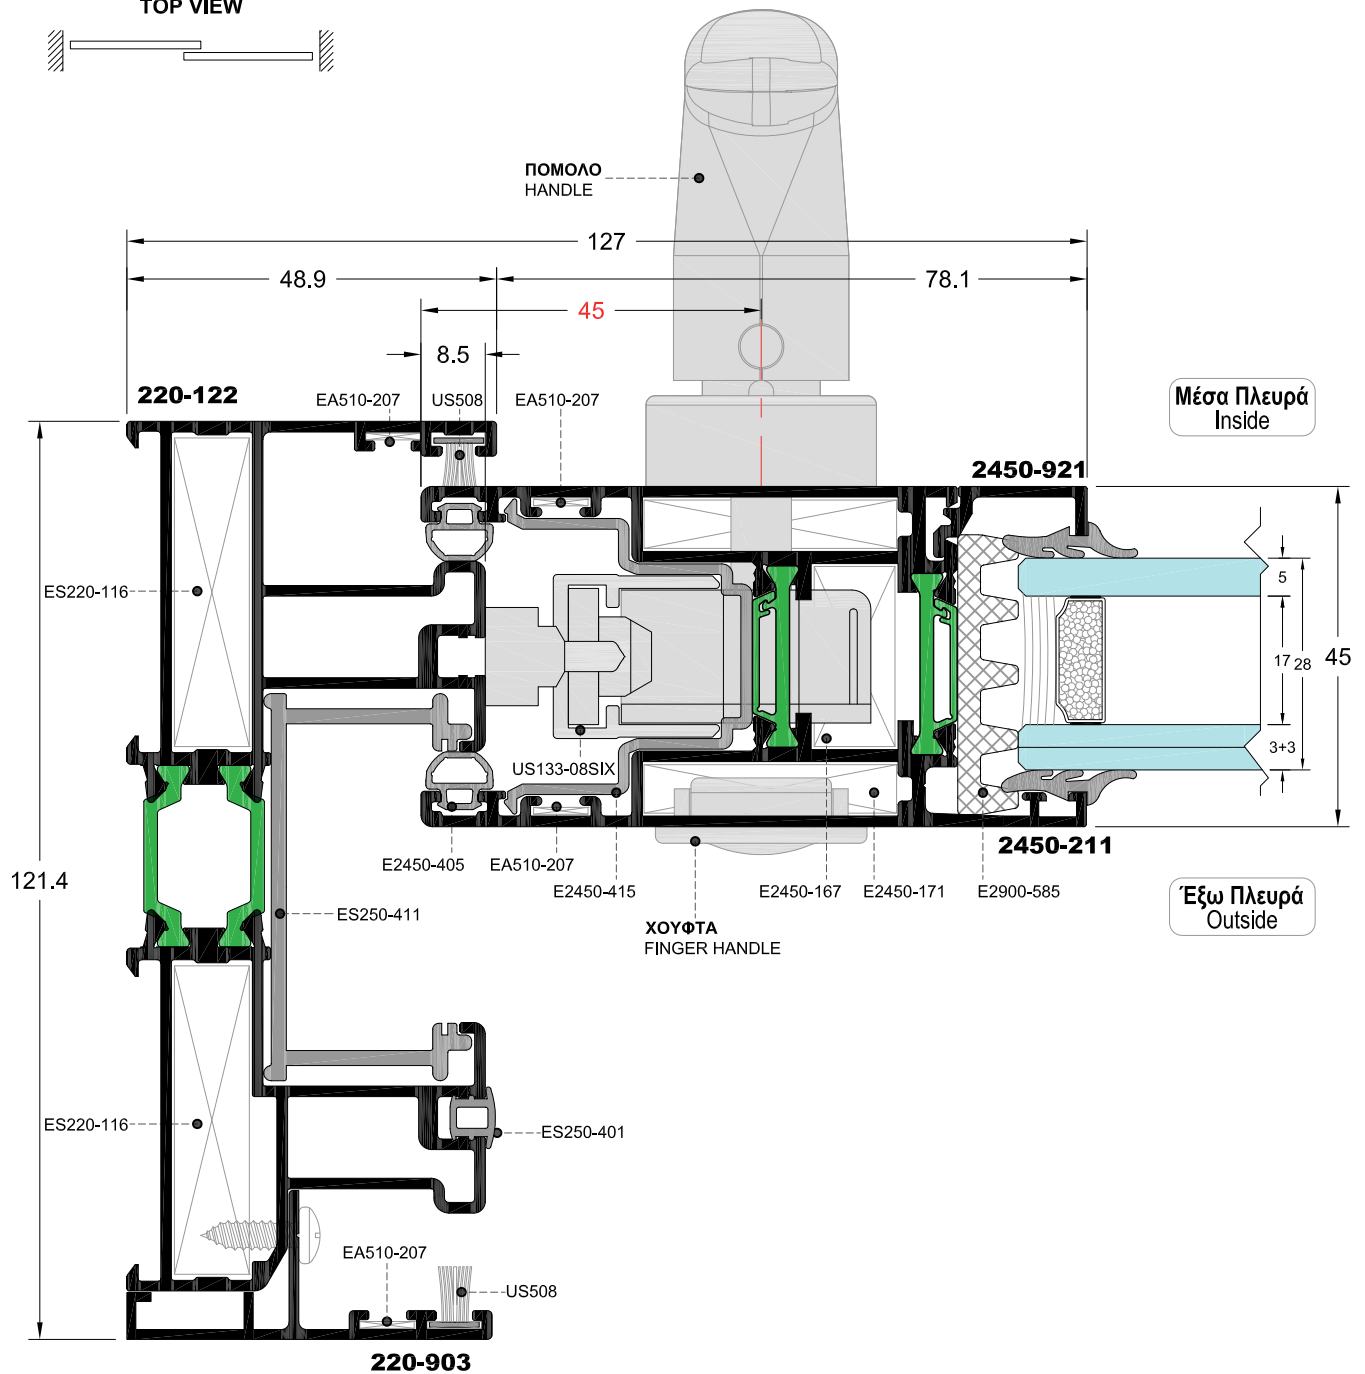 TOP VIEW
ΠΟΜΟΛΟ
HANDLE
127
48.9
78.1
45
8.5
220-122
EA510-207
US508
EA510-207
Μέσα Πλευρά
Inside
2450-921
ES220-116
5
17
28
45
3+3
US133-08SIX
2450-211
E2450-405
EA510-207
E2450-415
E2450-167
E2450-171
E2900-585
121.4
ES250-411
ΧΟΥΦΤΑ
FINGER HANDLE
Έξω Πλευρά
Outside
ES220-116
ES250-401
EA510-207
US508
220-903